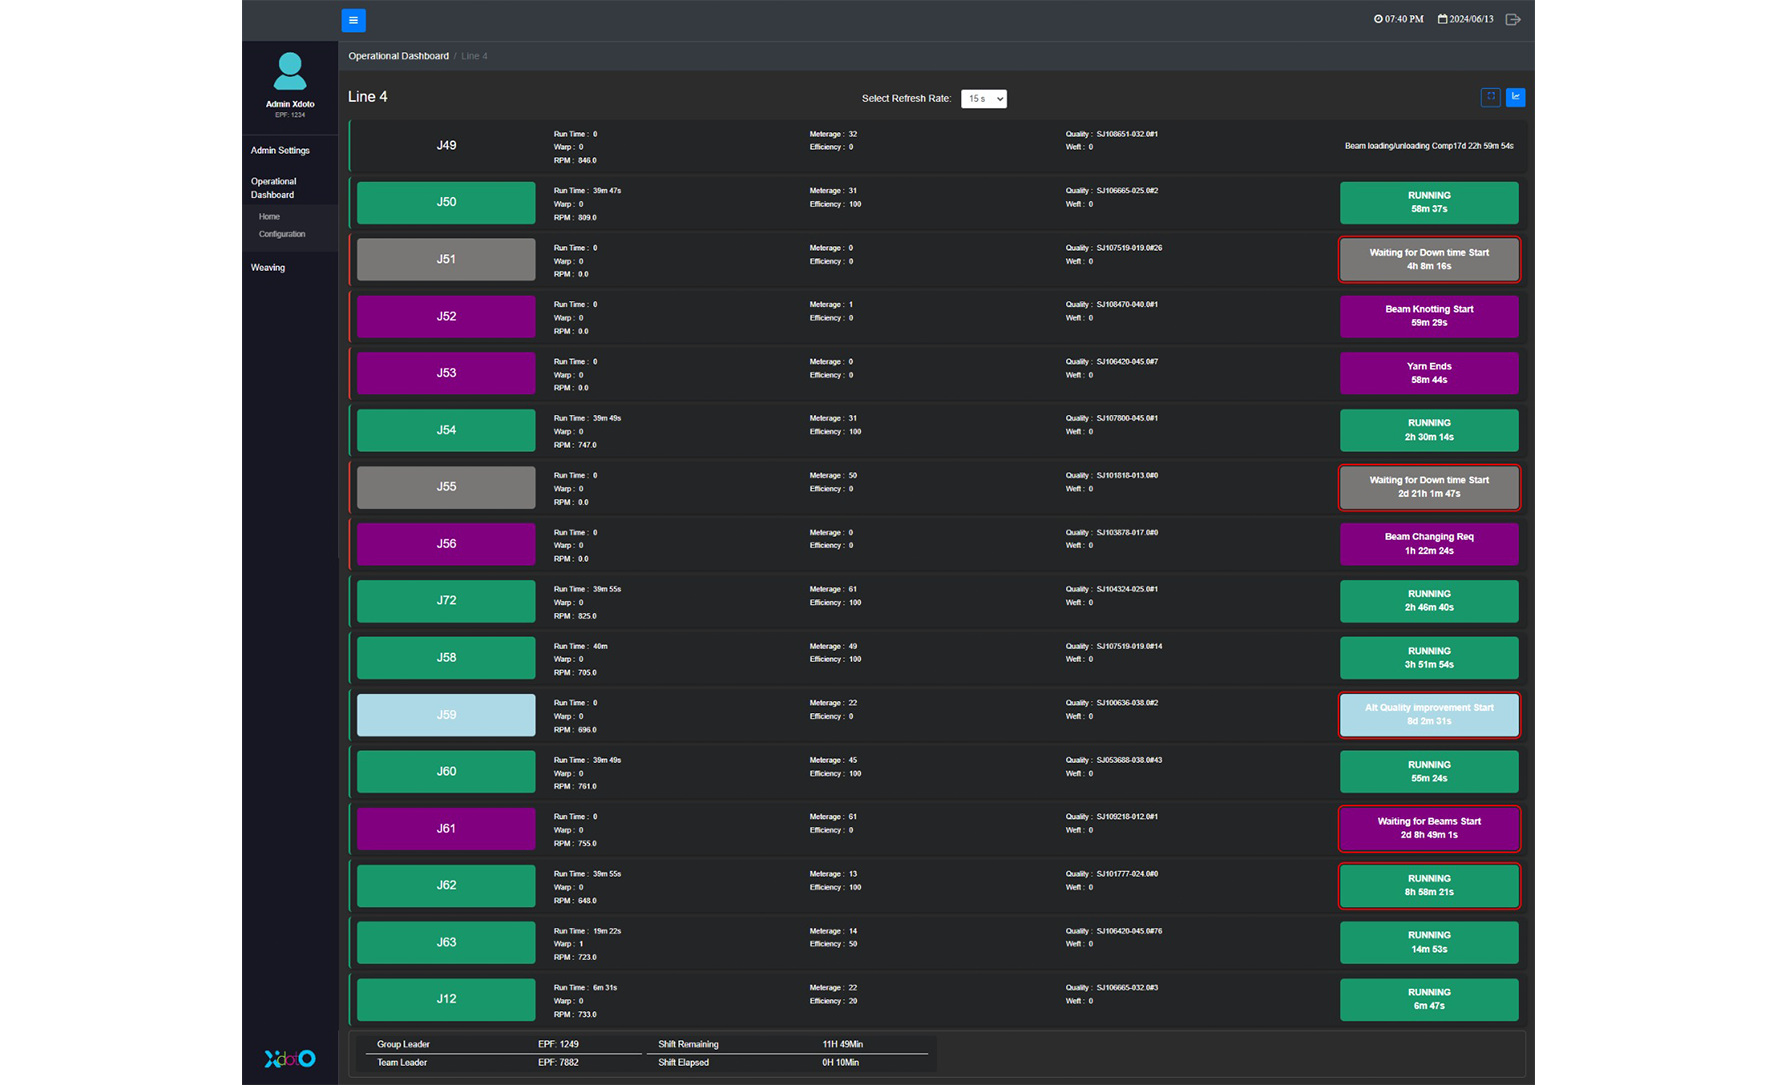 07:40 PM 2024/06/13
Operational Dashboard / Line 4
Admin Xdoto
EPF: 1234
Admin Settings
Operational
Dashboard
Home
Configuration
Weaving
Xdoto
Line 4
Select Refresh Rate: 15 s
J49
Run Time : 0
Warp : 0
RPM : 846.0
Meterage : 32
Efficiency : 0
Quality : SJ108651-032.0#1
Weft : 0
Beam loading/unloading Comp17d 22h 59m 54s
J50
Run Time : 39m 47s
Warp : 0
RPM : 809.0
Meterage : 31
Efficiency : 100
Quality : SJ106665-025.0#2
Weft : 0
RUNNING
58m 37s
J51
Run Time : 0
Warp : 0
RPM : 0.0
Meterage : 0
Efficiency : 0
Quality : SJ107519-019.0#26
Weft : 0
Waiting for Down time Start
4h 8m 16s
J52
Run Time : 0
Warp : 0
RPM : 0.0
Meterage : 1
Efficiency : 0
Quality : SJ108470-040.0#1
Weft : 0
Beam Knotting Start
59m 29s
J53
Run Time : 0
Warp : 0
RPM : 0.0
Meterage : 0
Efficiency : 0
Quality : SJ106420-045.0#7
Weft : 0
Yarn Ends
58m 44s
J54
Run Time : 39m 49s
Warp : 0
RPM : 747.0
Meterage : 31
Efficiency : 100
Quality : SJ107800-045.0#1
Weft : 0
RUNNING
2h 30m 14s
J55
Run Time : 0
Warp : 0
RPM : 0.0
Meterage : 50
Efficiency : 0
Quality : SJ101818-013.0#0
Weft : 0
Waiting for Down time Start
2d 21h 1m 47s
J56
Run Time : 0
Warp : 0
RPM : 0.0
Meterage : 0
Efficiency : 0
Quality : SJ103878-017.0#0
Weft : 0
Beam Changing Req
1h 22m 24s
J72
Run Time : 39m 55s
Warp : 0
RPM : 825.0
Meterage : 61
Efficiency : 100
Quality : SJ104324-025.0#1
Weft : 0
RUNNING
2h 46m 40s
J58
Run Time : 40m
Warp : 0
RPM : 705.0
Meterage : 49
Efficiency : 100
Quality : SJ107519-019.0#14
Weft : 0
RUNNING
3h 51m 54s
J59
Run Time : 0
Warp : 0
RPM : 696.0
Meterage : 22
Efficiency : 0
Quality : SJ100636-038.0#2
Weft : 0
Alt Quality improvement Start
8d 2m 31s
J60
Run Time : 39m 49s
Warp : 0
RPM : 761.0
Meterage : 45
Efficiency : 100
Quality : SJ053688-038.0#43
Weft : 0
RUNNING
55m 24s
J61
Run Time : 0
Warp : 0
RPM : 755.0
Meterage : 61
Efficiency : 0
Quality : SJ109218-012.0#1
Weft : 0
Waiting for Beams Start
2d 8h 49m 1s
J62
Run Time : 39m 55s
Warp : 0
RPM : 648.0
Meterage : 13
Efficiency : 100
Quality : SJ101777-024.0#0
Weft : 0
RUNNING
8h 58m 21s
J63
Run Time : 19m 22s
Warp : 1
RPM : 723.0
Meterage : 14
Efficiency : 50
Quality : SJ106420-045.0#76
Weft : 0
RUNNING
14m 53s
J12
Run Time : 6m 31s
Warp : 0
RPM : 733.0
Meterage : 22
Efficiency : 20
Quality : SJ106665-032.0#3
Weft : 0
RUNNING
6m 47s
Group Leader EPF: 1249 Shift Remaining 11H 49Min
Team Leader EPF: 7882 Shift Elapsed 0H 10Min